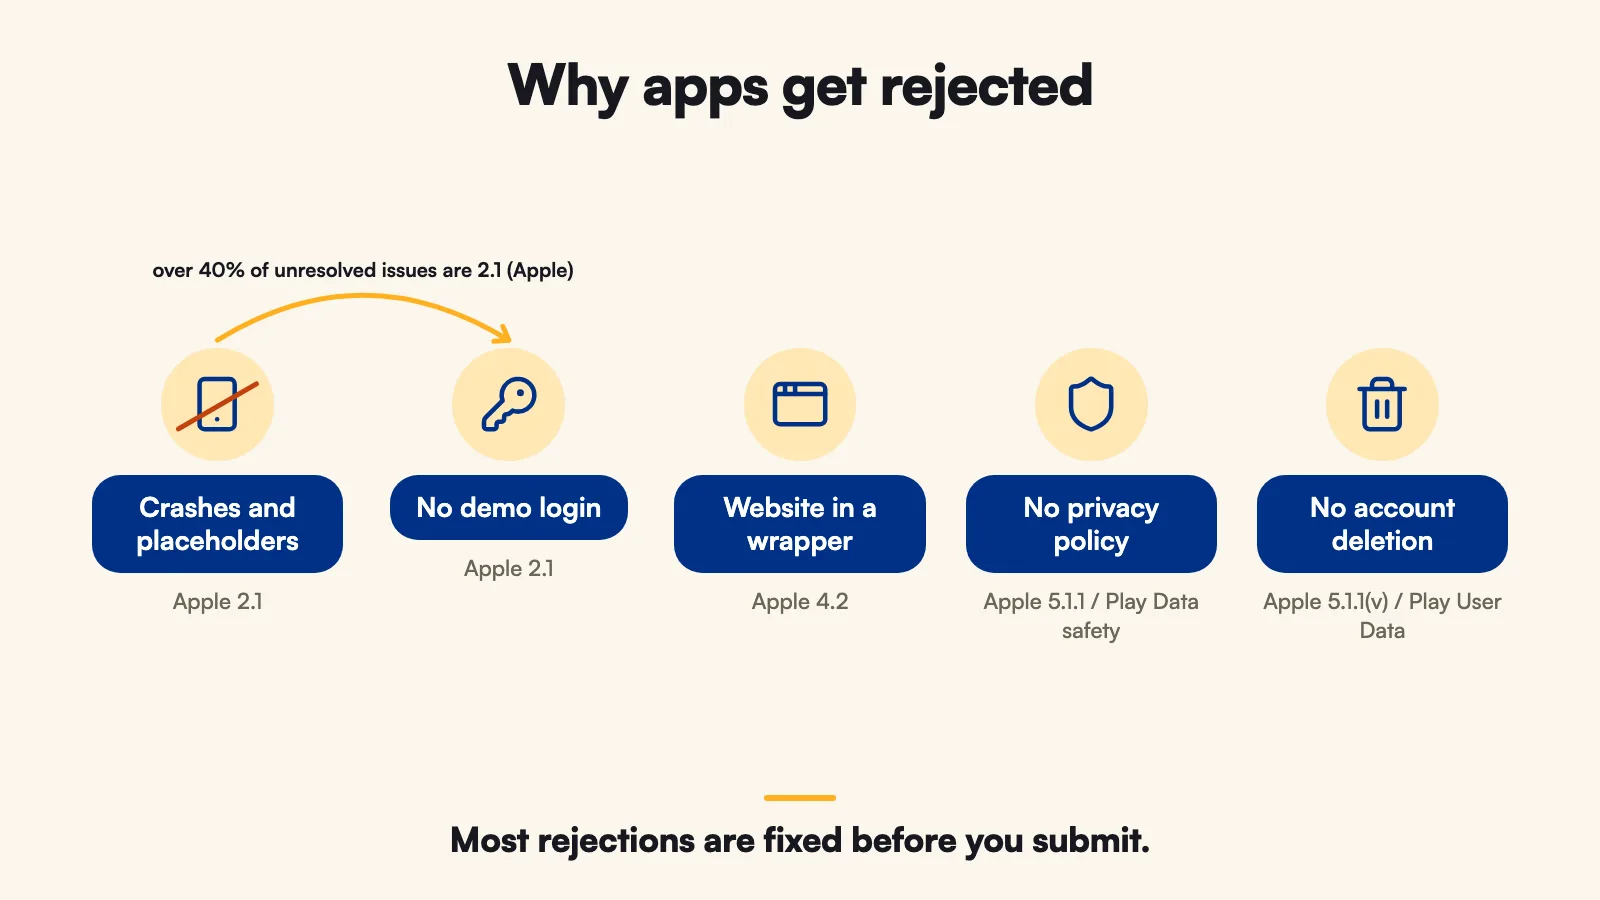 Why apps get rejected
over 40% of unresolved issues are 2.1 (Apple)
Crashes and
placeholders
Apple 2.1
No demo login
Apple 2.1
Website in a
wrapper
Apple 4.2
No privacy
policy
Apple 5.1.1 / Play Data
safety
No account
deletion
Apple 5.1.1(v) / Play User
Data
Most rejections are fixed before you submit.